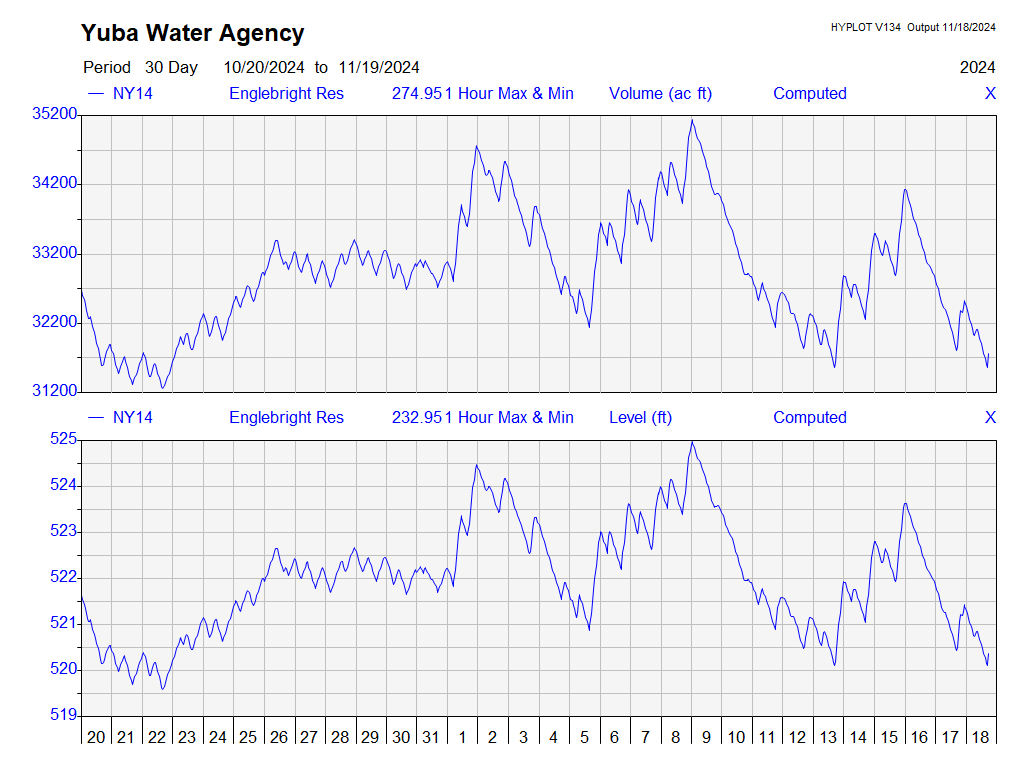 Yuba Water Agency
HYPLOT V134 Output 11/18/2024
Period 30 Day 10/20/2024 to 11/19/2024 2024
— NY14 Englebright Res 274.951 Hour Max & Min Volume (ac ft) Computed X
35200
34200
33200
32200
31200
— NY14 Englebright Res 232.951 Hour Max & Min Level (ft) Computed X
525
524
523
522
521
520
519
20 21 22 23 24 25 26 27 28 29 30 31 1 2 3 4 5 6 7 8 9 10 11 12 13 14 15 16 17 18